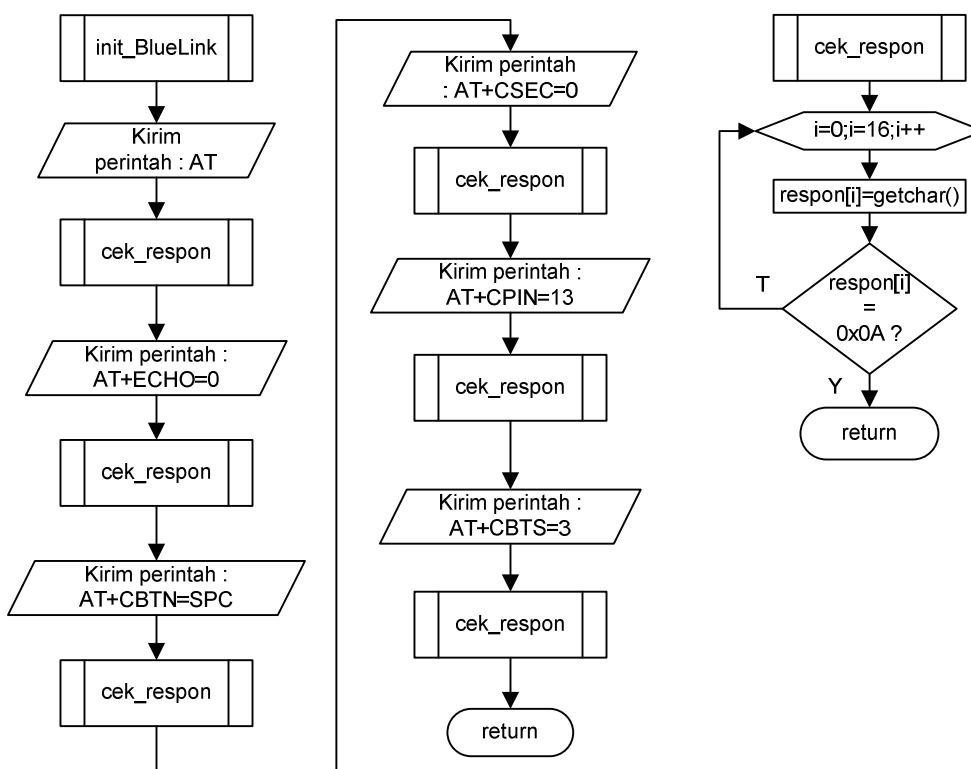 init_BlueLink
Kirim
perintah : AT
cek_respon
Kirim perintah :
AT+ECHO=0
cek_respon
Kirim perintah :
AT+CBTN=SPC
cek_respon
Kirim perintah
: AT+CSEC=0
cek_respon
Kirim perintah :
AT+CPIN=13
cek_respon
Kirim perintah :
AT+CBTS=3
cek_respon
return
cek_respon
i=0;i=16;i++
respon[i]=getchar()
respon[i]
=
0x0A ?
T
Y
return